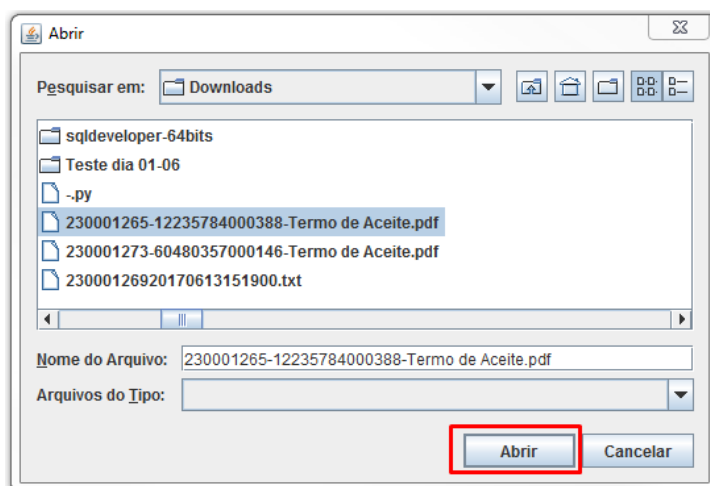 Abrir
Pesquisar em: Downloads
sqldeveloper-64bits
Teste dia 01-06
-.py
230001265-12235784000388-Termo de Aceite.pdf
230001273-60480357000146-Termo de Aceite.pdf
23000126920170613151900.txt
Nome do Arquivo: 230001265-12235784000388-Termo de Aceite.pdf
Arquivos do Tipo:
Abrir Cancelar